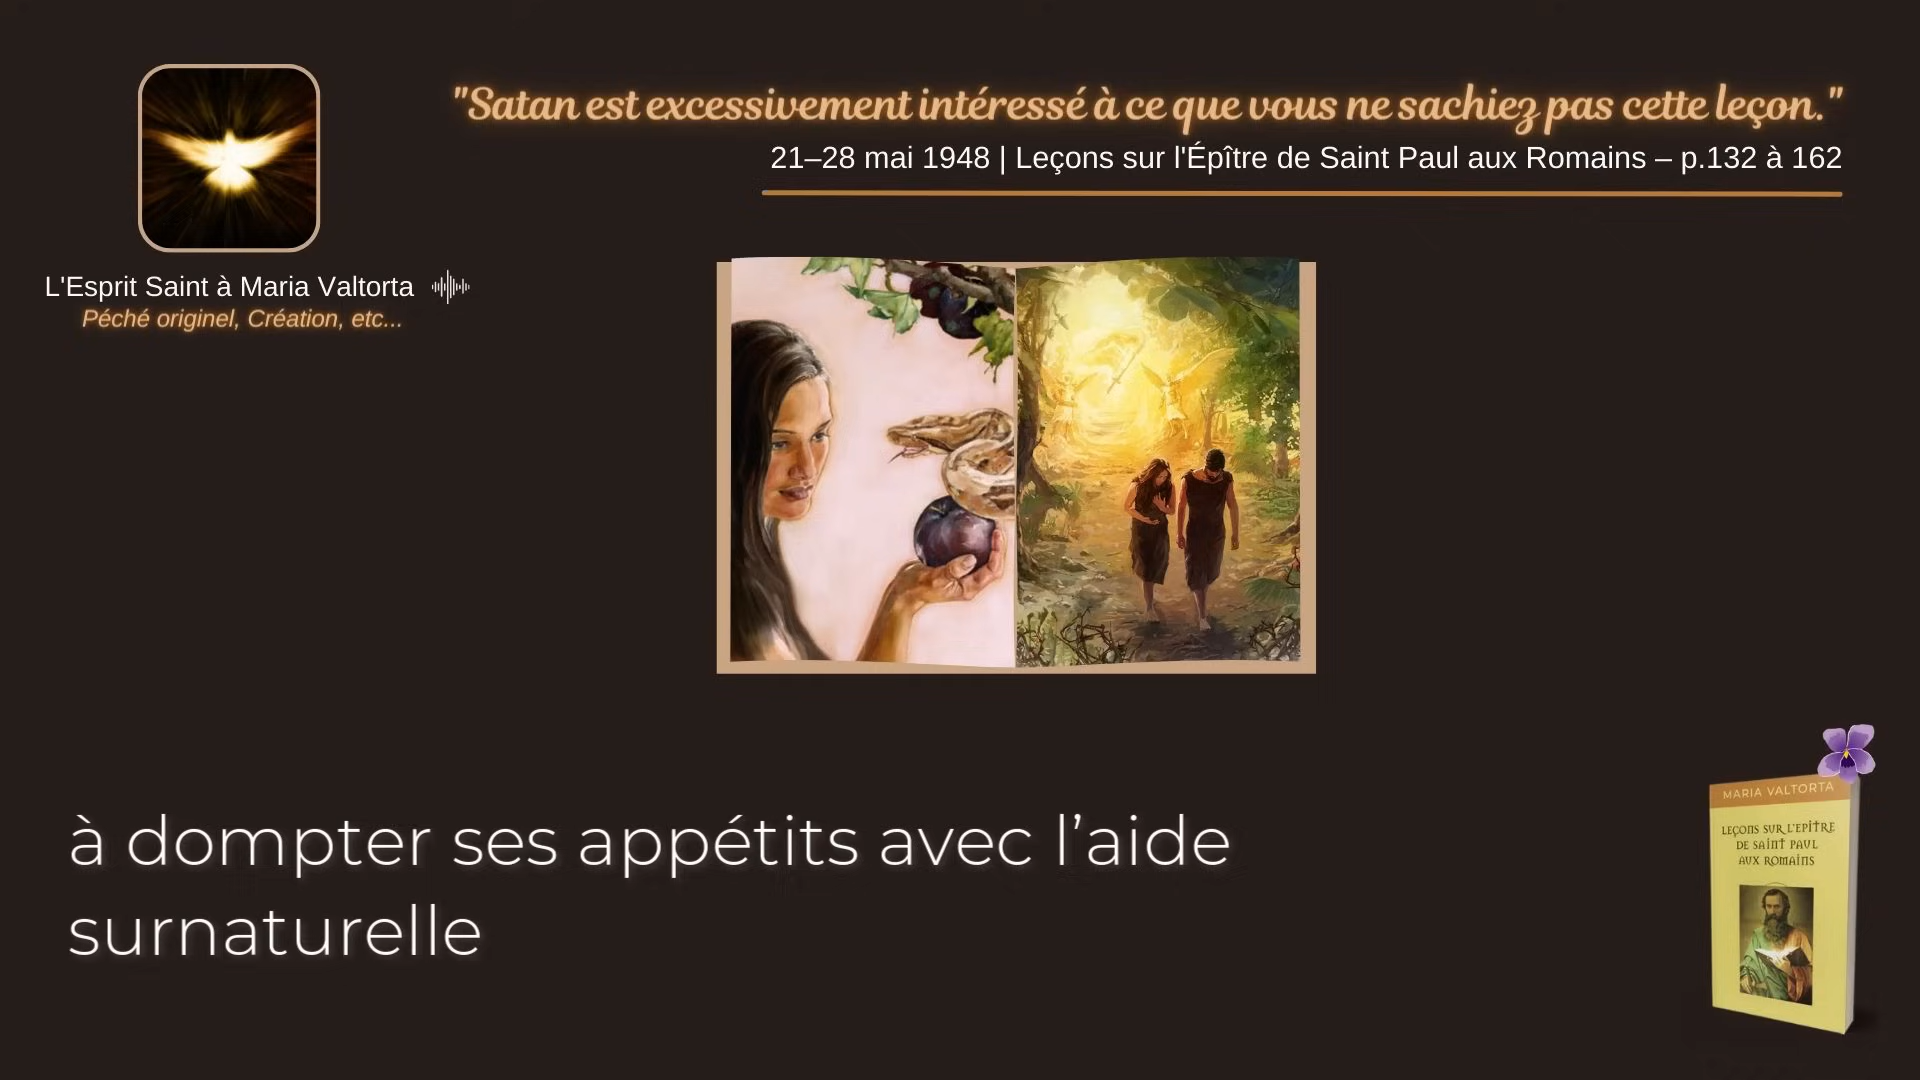 "Satan est excessivement intéressé à ce que vous ne sachiez pas cette leçon."
21–28 mai 1948 | Leçons sur l'Épître de Saint Paul aux Romains – p.132 à 162
L'Esprit Saint à Maria Valtorta
Péché originel, Création, etc...
à dompter ses appétits avec l’aide
surnaturelle
MARIA VALTORTA
LEÇONS SUR L'EPÎTRE
DE SAINT PAUL
AUX ROMAINS